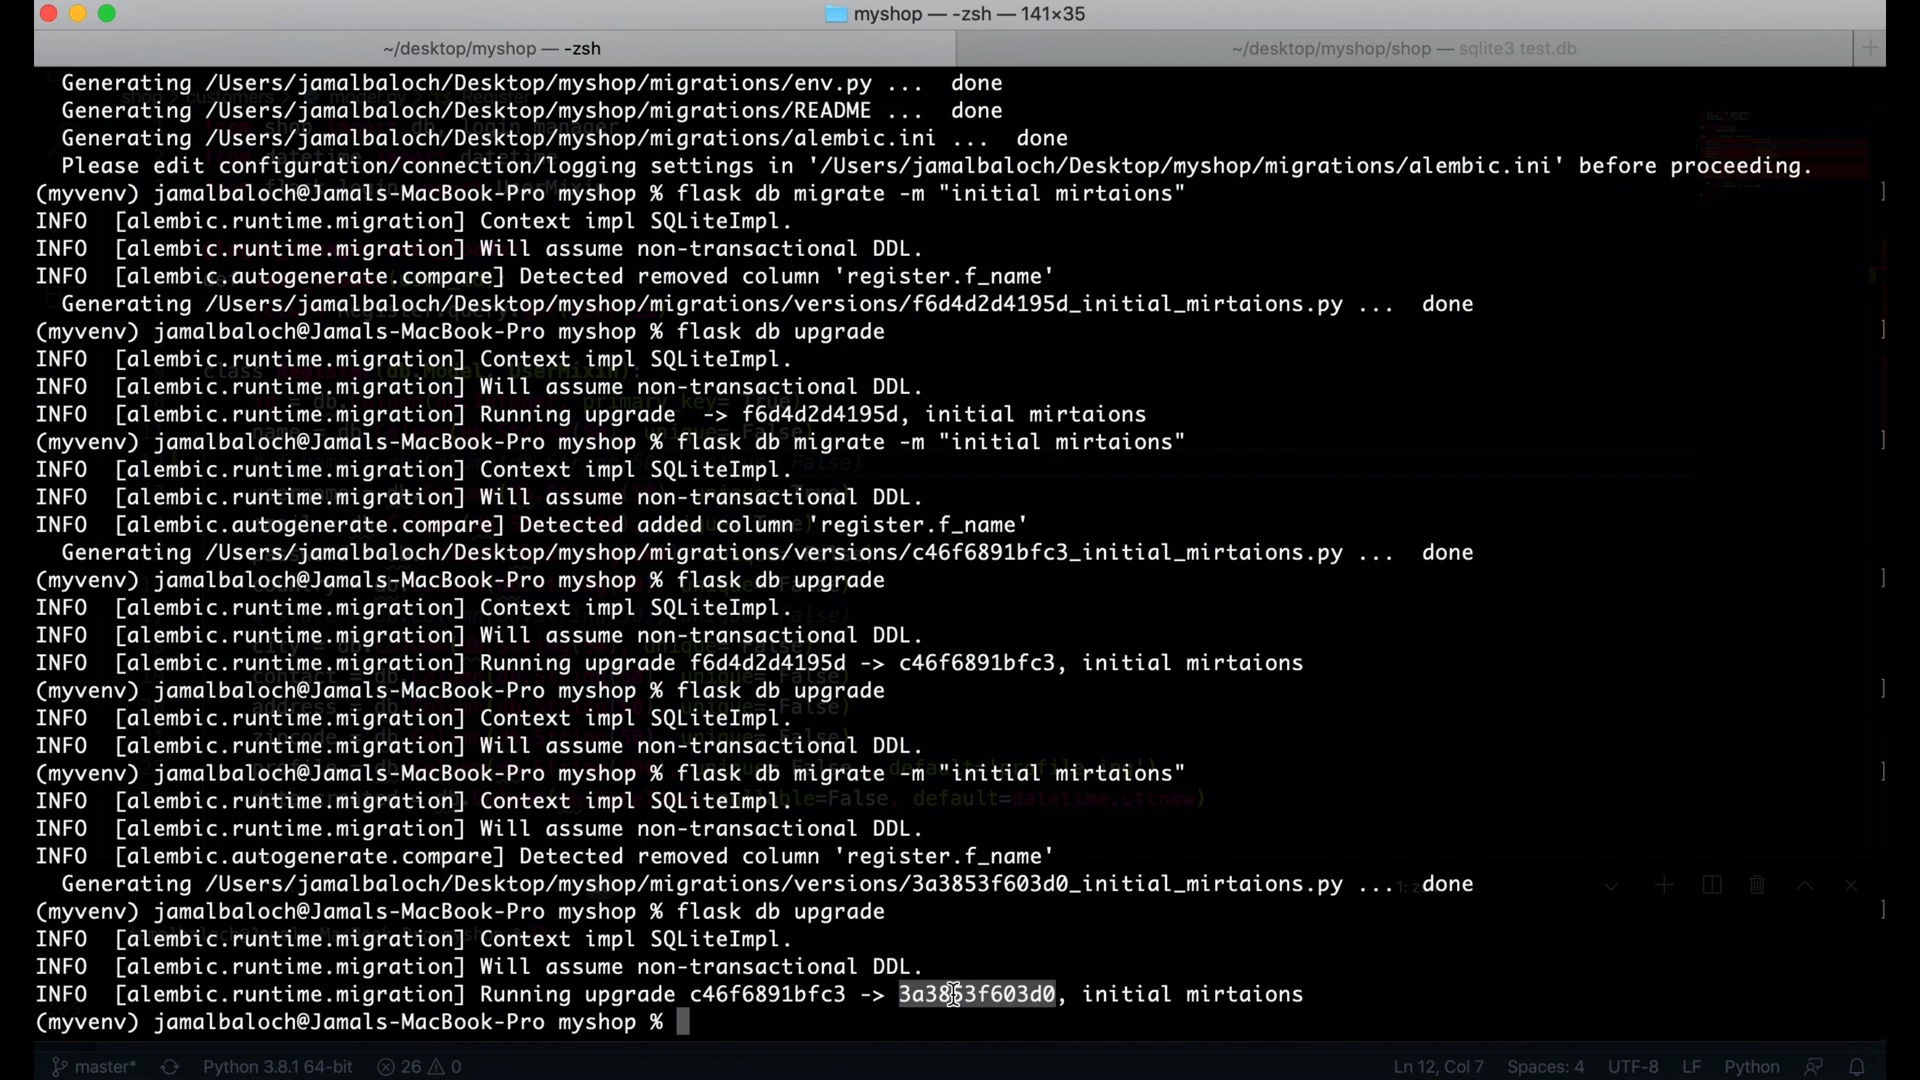 myshop — -zsh — 141×35
~/desktop/myshop — -zsh
~/desktop/myshop/shop — sqlite3 test.db
Generating /Users/jamalbaloch/Desktop/myshop/migrations/env.py ...  done
Generating /Users/jamalbaloch/Desktop/myshop/migrations/README ...  done
Generating /Users/jamalbaloch/Desktop/myshop/migrations/alembic.ini ...  done
Please edit configuration/connection/logging settings in '/Users/jamalbaloch/Desktop/myshop/migrations/alembic.ini' before proceeding.
(myvenv) jamalbaloch@Jamals-MacBook-Pro myshop % flask db migrate -m "initial mirtaions"
INFO  [alembic.runtime.migration] Context impl SQLiteImpl.
INFO  [alembic.runtime.migration] Will assume non-transactional DDL.
INFO  [alembic.autogenerate.compare] Detected removed column 'register.f_name'
Generating /Users/jamalbaloch/Desktop/myshop/migrations/versions/f6d4d2d4195d_initial_mirtaions.py ...  done
(myvenv) jamalbaloch@Jamals-MacBook-Pro myshop % flask db upgrade
INFO  [alembic.runtime.migration] Context impl SQLiteImpl.
INFO  [alembic.runtime.migration] Will assume non-transactional DDL.
INFO  [alembic.runtime.migration] Running upgrade  -> f6d4d2d4195d, initial mirtaions
(myvenv) jamalbaloch@Jamals-MacBook-Pro myshop % flask db migrate -m "initial mirtaions"
INFO  [alembic.runtime.migration] Context impl SQLiteImpl.
INFO  [alembic.runtime.migration] Will assume non-transactional DDL.
INFO  [alembic.autogenerate.compare] Detected added column 'register.f_name'
Generating /Users/jamalbaloch/Desktop/myshop/migrations/versions/c46f6891bfc3_initial_mirtaions.py ...  done
(myvenv) jamalbaloch@Jamals-MacBook-Pro myshop % flask db upgrade
INFO  [alembic.runtime.migration] Context impl SQLiteImpl.
INFO  [alembic.runtime.migration] Will assume non-transactional DDL.
INFO  [alembic.runtime.migration] Running upgrade f6d4d2d4195d -> c46f6891bfc3, initial mirtaions
(myvenv) jamalbaloch@Jamals-MacBook-Pro myshop % flask db upgrade
INFO  [alembic.runtime.migration] Context impl SQLiteImpl.
INFO  [alembic.runtime.migration] Will assume non-transactional DDL.
(myvenv) jamalbaloch@Jamals-MacBook-Pro myshop % flask db migrate -m "initial mirtaions"
INFO  [alembic.runtime.migration] Context impl SQLiteImpl.
INFO  [alembic.runtime.migration] Will assume non-transactional DDL.
INFO  [alembic.autogenerate.compare] Detected removed column 'register.f_name'
Generating /Users/jamalbaloch/Desktop/myshop/migrations/versions/3a3853f603d0_initial_mirtaions.py ...  done
(myvenv) jamalbaloch@Jamals-MacBook-Pro myshop % flask db upgrade
INFO  [alembic.runtime.migration] Context impl SQLiteImpl.
INFO  [alembic.runtime.migration] Will assume non-transactional DDL.
INFO  [alembic.runtime.migration] Running upgrade c46f6891bfc3 -> 3a3853f603d0, initial mirtaions
(myvenv) jamalbaloch@Jamals-MacBook-Pro myshop %
master* Python 3.8.1 64-bit 26 0 Ln 12, Col 7 Spaces: 4 UTF-8 LF Python